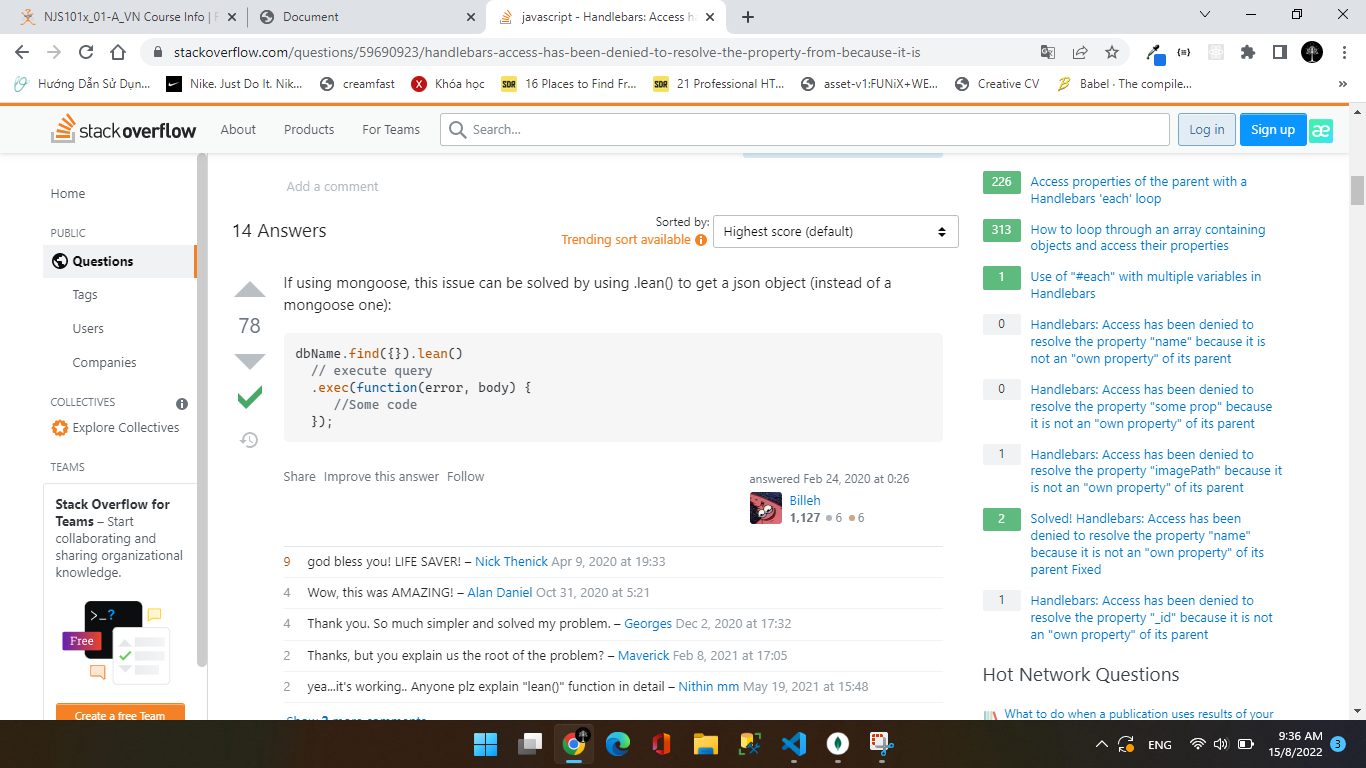 NJS101x_01-A_VN Course Info |
Document
javascript - Handlebars: Access h
stackoverflow.com/questions/59690923/handlebars-access-has-been-denied-to-resolve-the-property-from-because-it-is
Hướng Dẫn Sử Dụn...
Nike. Just Do It. Nik...
creamfast
Khóa học
SDR 16 Places to Find Fr...
SDR 21 Professional HT...
asset-v1:FUNiX+WE...
Creative CV
Babel · The compile...
»
stackoverflow
About
Products
For Teams
Search...
Log in
Sign up
æ
Home
PUBLIC
Questions
Tags
Users
Companies
COLLECTIVES
Explore Collectives
TEAMS
Stack Overflow for
Teams – Start
collaborating and
sharing organizational
knowledge.
>_?
Free
Create a free Team
Add a comment
14 Answers
Sorted by:
Trending sort available
Highest score (default)
78
If using mongoose, this issue can be solved by using .lean() to get a json object (instead of a
mongoose one):
dbName.find({}).lean()
// execute query
.exec(function(error, body) {
//Some code
});
Share Improve this answer Follow
answered Feb 24, 2020 at 0:26
Billeh
1,127 ●6 ●6
9 god bless you! LIFE SAVER! – Nick Thenick Apr 9, 2020 at 19:33
4 Wow, this was AMAZING! – Alan Daniel Oct 31, 2020 at 5:21
4 Thank you. So much simpler and solved my problem. – Georges Dec 2, 2020 at 17:32
2 Thanks, but you explain us the root of the problem? – Maverick Feb 8, 2021 at 17:05
2 yea...it's working.. Anyone plz explain "lean()" function in detail – Nithin mm May 19, 2021 at 15:48
Show 3 more comments
226 Access properties of the parent with a
Handlebars 'each' loop
313 How to loop through an array containing
objects and access their properties
1 Use of "#each" with multiple variables in
Handlebars
0 Handlebars: Access has been denied to
resolve the property "name" because it is
not an "own property" of its parent
0 Handlebars: Access has been denied to
resolve the property "some prop" because
it is not an "own property" of its parent
1 Handlebars: Access has been denied to
resolve the property "imagePath" because it
is not an "own property" of its parent
2 Solved! Handlebars: Access has been
denied to resolve the property "name"
because it is not an "own property" of its
parent Fixed
1 Handlebars: Access has been denied to
resolve the property "_id" because it is not
an "own property" of its parent
Hot Network Questions
What to do when a publication uses results of your
ENG
9:36 AM
15/8/2022
3